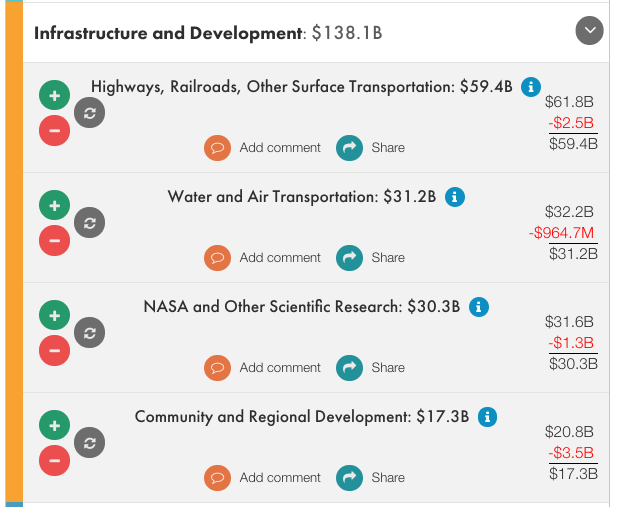 Infrastructure and Development: $138.1B
Highways, Railroads, Other Surface Transportation: $59.4B
$61.8B
-$2.5B
$59.4B
Add comment Share
Water and Air Transportation: $31.2B
$32.2B
-$964.7M
$31.2B
Add comment Share
NASA and Other Scientific Research: $30.3B
$31.6B
-$1.3B
$30.3B
Add comment Share
Community and Regional Development: $17.3B
$20.8B
-$3.5B
$17.3B
Add comment Share